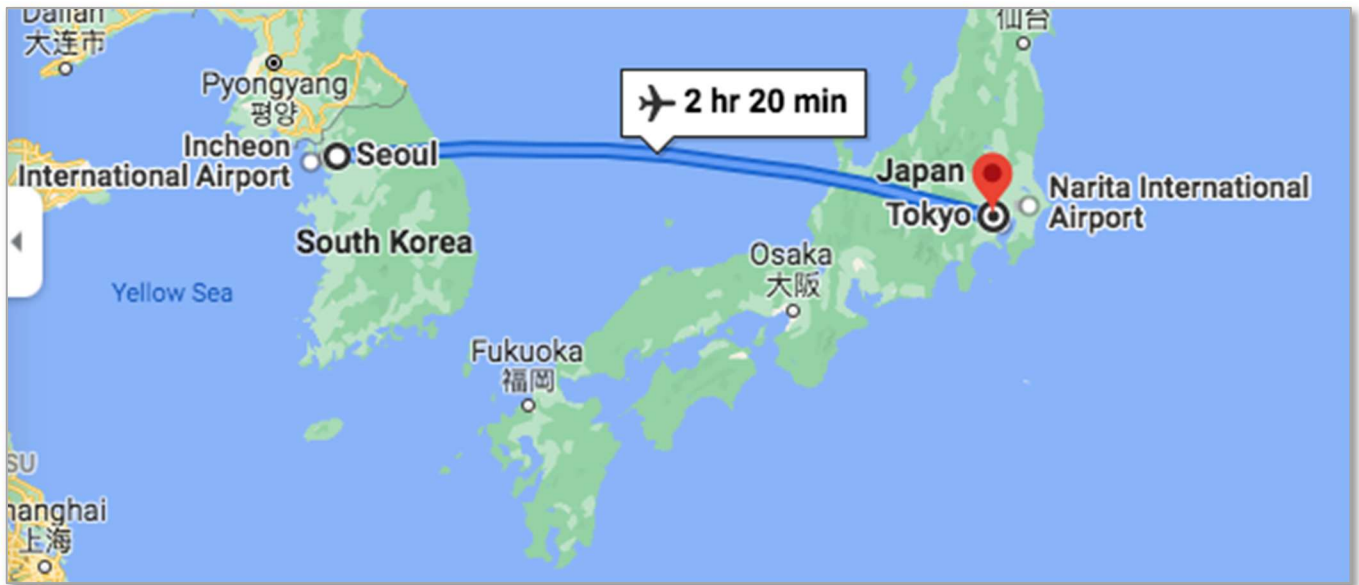 Dalian
大连市
仙台
Pyongyang
평양
2 hr 20 min
Incheon
International Airport
Seoul
Japan
Tokyo
Narita International
Airport
South Korea
Osaka
大阪
Yellow Sea
Fukuoka
福岡
SU
hanghai
上海